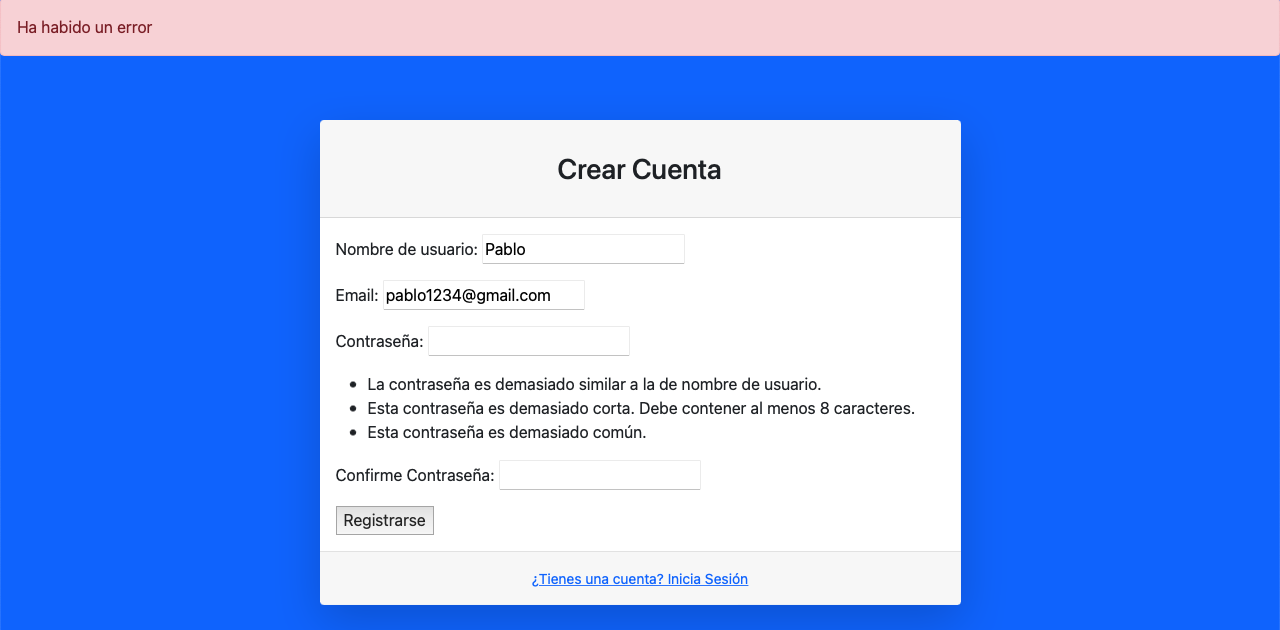 Ha habido un error
Crear Cuenta
Nombre de usuario: Pablo
Email: pablo1234@gmail.com
Contraseña:
La contraseña es demasiado similar a la de nombre de usuario.
Esta contraseña es demasiado corta. Debe contener al menos 8 caracteres.
Esta contraseña es demasiado común.
Confirme Contraseña:
Registrarse
¿Tienes una cuenta? Inicia Sesión